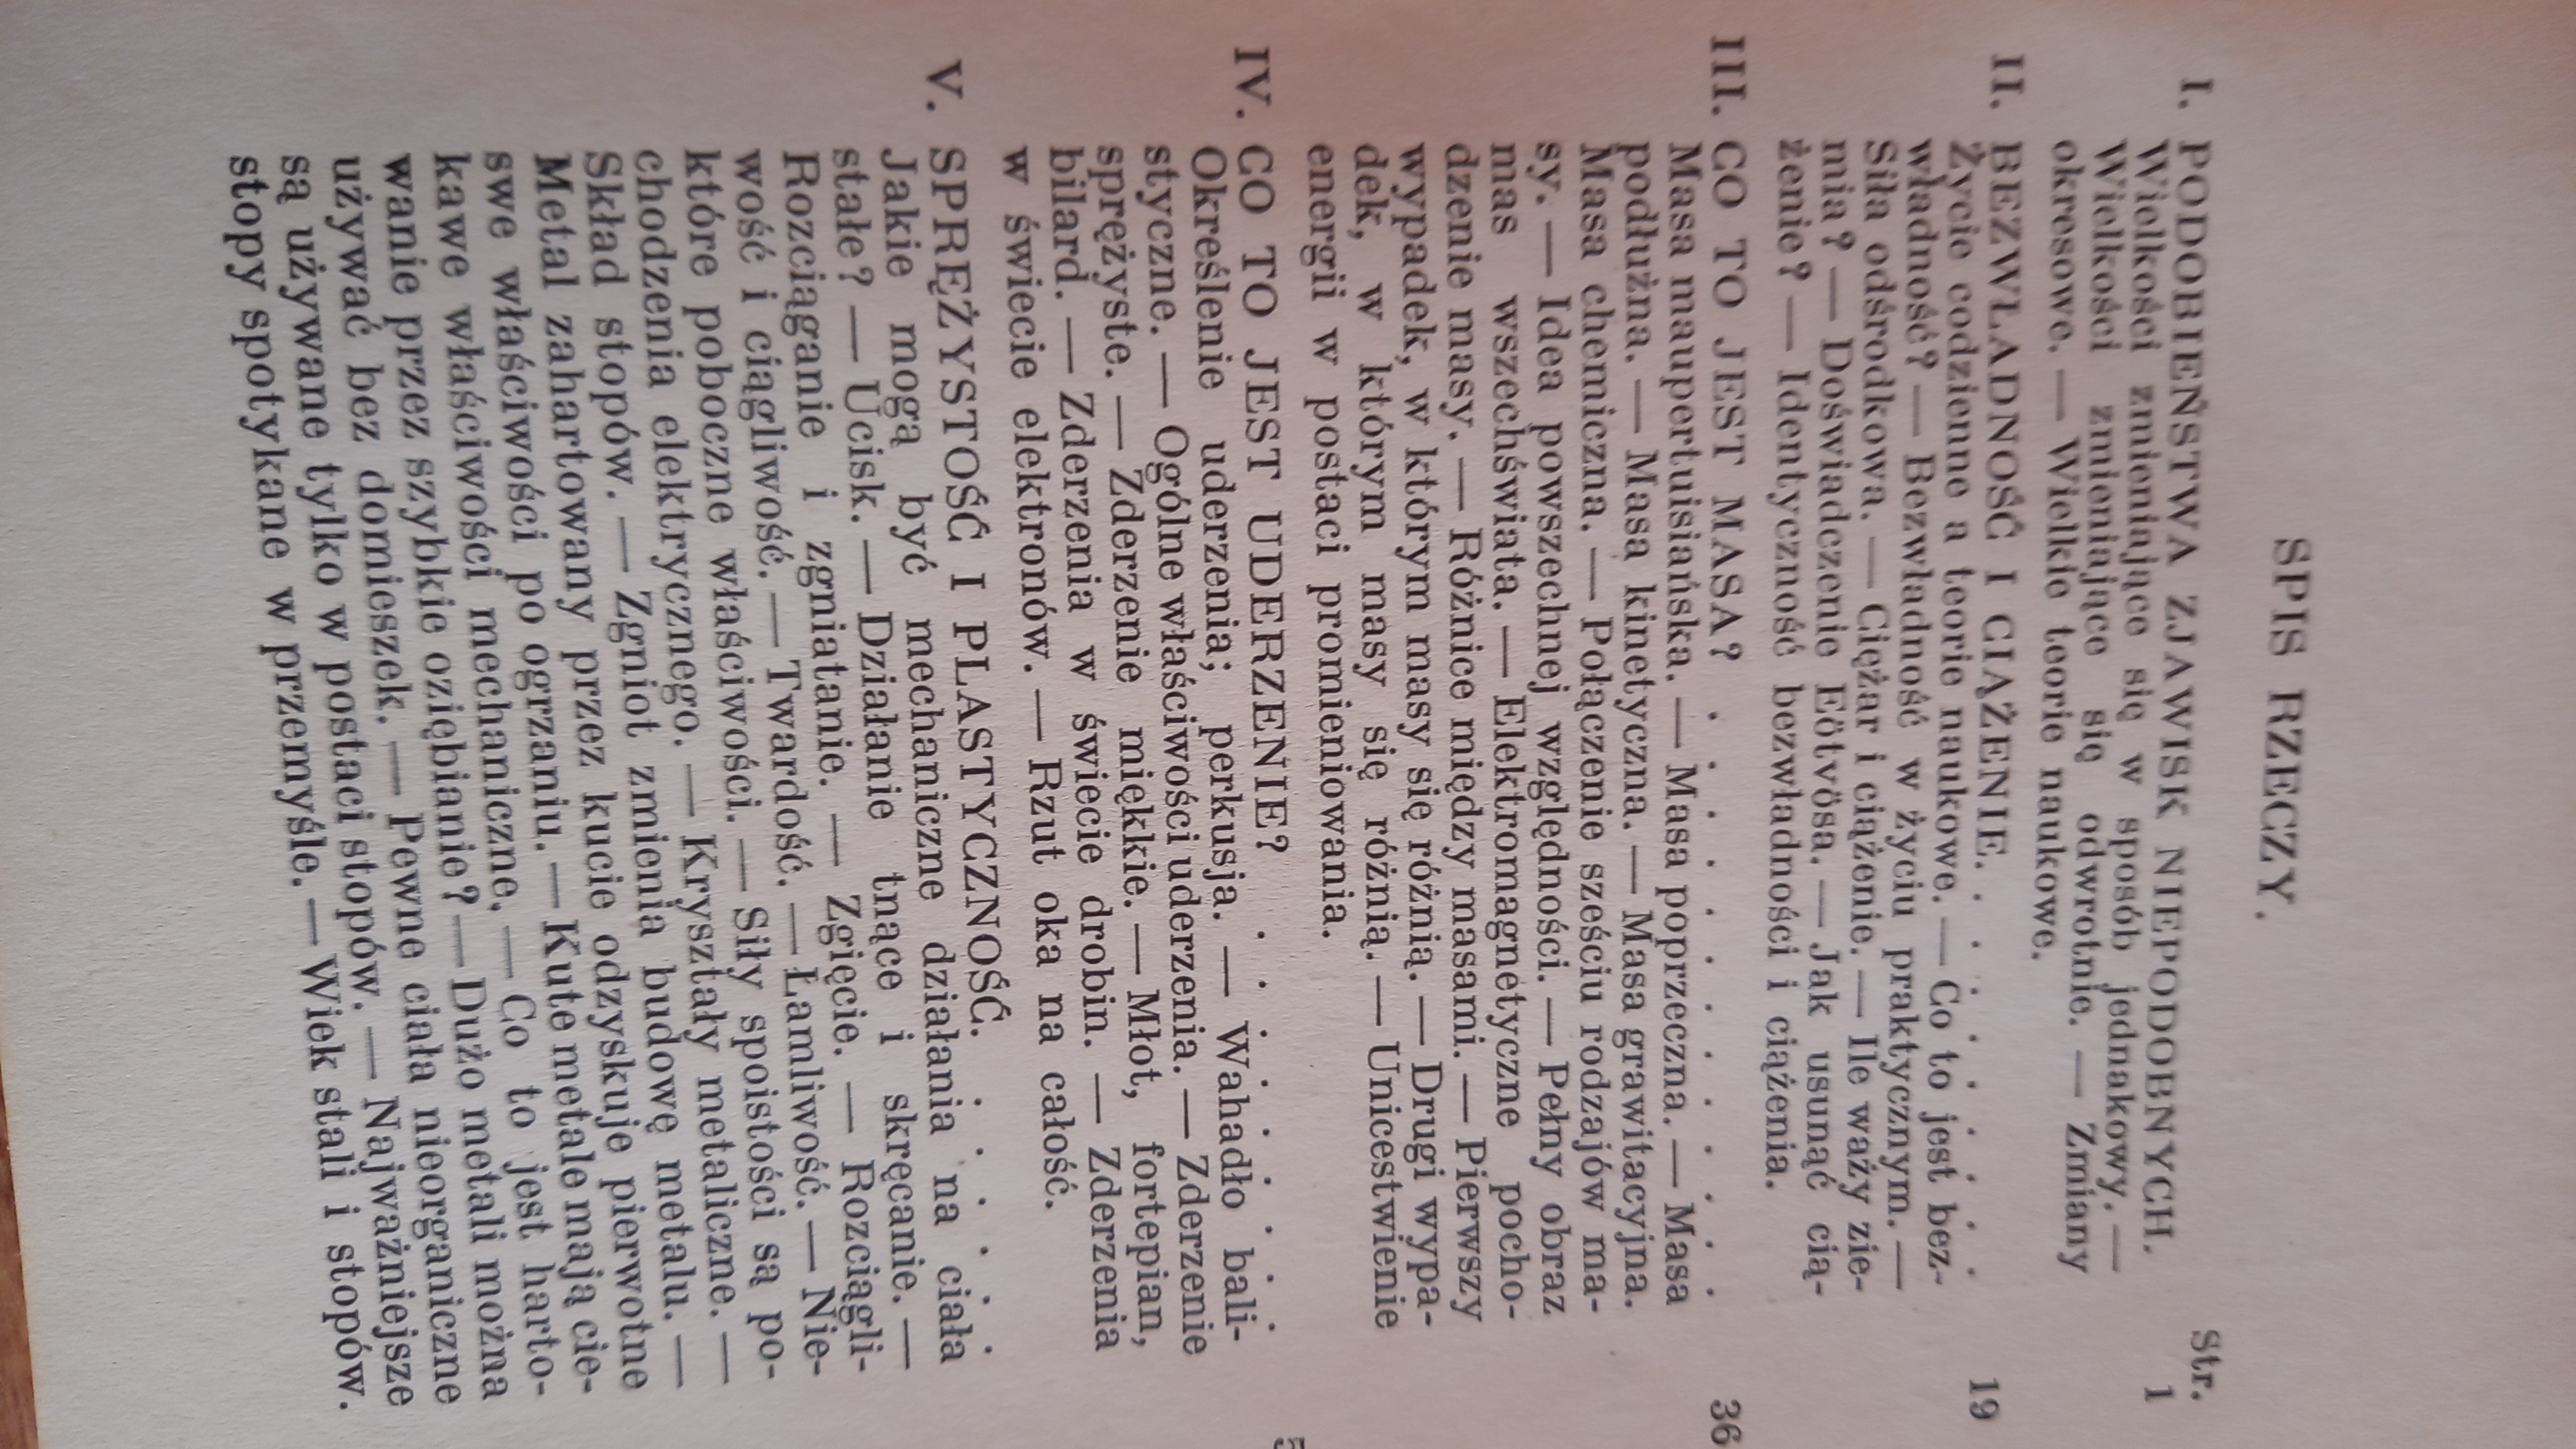 SPIS RZECZY.
Str.
I. PODOBIEŃSTWA ZJAWISK NIEPODOBNYCH. 1
Wielkości zmieniające się w sposób jednakowy. —
Wielkości zmieniające się odwrotnie. — Zmiany
okresowe. — Wielkie teorie naukowe.
II. BEZWŁADNOŚĆ I CIĄŻENIE. . . . . . . . . 19
Życie codzienne a teorie naukowe. — Co to jest bez-
władność? — Bezwładność w życiu praktycznym. —
Siła odśrodkowa. — Ciężar i ciążenie. — Ile waży zie-
mia? — Doświadczenie Eötvösa. — Jak usunąć cią-
żenie? — Identyczność bezwładności i ciążenia.
III. CO TO JEST MASA? . . . . . . . . . . . . . 36
Masa maupertuisiańska. — Masa poprzeczna. — Masa
podłużna. — Masa kinetyczna. — Masa grawitacyjna.
Masa chemiczna. — Połączenie sześciu rodzajów ma-
sy. — Idea powszechnej względności. — Pełny obraz
mas wszechświata. — Elektromagnetyczne pocho-
dzenie masy. — Różnice między masami. — Pierwszy
wypadek, w którym masy się różnią. — Drugi wypa-
dek, w którym masy się różnią. — Unicestwienie
energii w postaci promieniowania.
IV. CO TO JEST UDERZENIE? . . . . . . . . .
Określenie uderzenia; perkusja. — Wahadło bali-
styczne. — Ogólne właściwości uderzenia. — Zderzenie
sprężyste. — Zderzenie miękkie. — Młot, fortepian,
bilard. — Zderzenia w świecie drobin. — Zderzenia
w świecie elektronów. — Rzut oka na całość.
V. SPRĘŻYSTOŚĆ I PLASTYCZNOŚĆ. . . . . . .
Jakie mogą być mechaniczne działania na ciała
stałe? — Ucisk. — Działanie tnące i skręcanie. —
Rozciąganie i zgniatanie. — Zgięcie. — Rozciągli-
wość i ciągliwość. — Twardość. — Łamliwość. — Nie-
które poboczne właściwości. — Siły spoistości są po-
chodzenia elektrycznego. — Kryształy metaliczne. —
Skład stopów. — Zgniot zmienia budowę metalu. —
Metal zahartowany przez kucie odzyskuje pierwotne
swe właściwości po ogrzaniu. — Kute metale mają cie-
kawe właściwości mechaniczne. — Co to jest harto-
wanie przez szybkie oziębianie? — Dużo metali można
używać bez domieszek. — Pewne ciała nieorganiczne
są używane tylko w postaci stopów. — Najważniejsze
stopy spotykane w przemyśle. — Wiek stali i stopów.